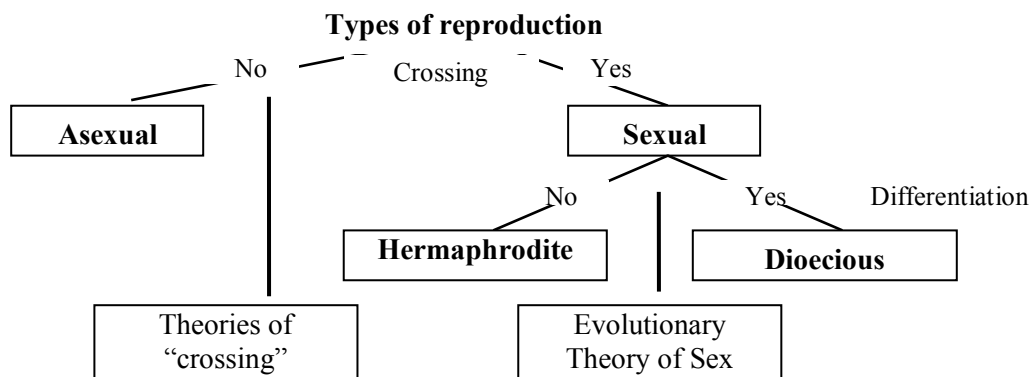 Types of reproduction
No
Crossing
Yes
Asexual
Sexual
No
Yes
Differentiation
Hermaphrodite
Dioecious
Theories of
“crossing”
Evolutionary
Theory of Sex